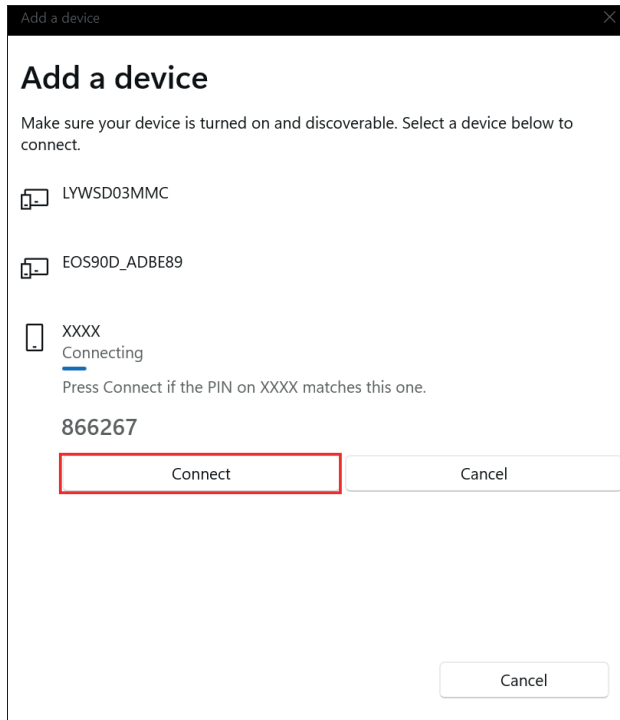 Add a device
Add a device
Make sure your device is turned on and discoverable. Select a device below to
connect.
LYWSD03MMC
EOS90D_ADBE89
XXXX
Connecting
Press Connect if the PIN on XXXX matches this one.
866267
Connect Cancel
Cancel